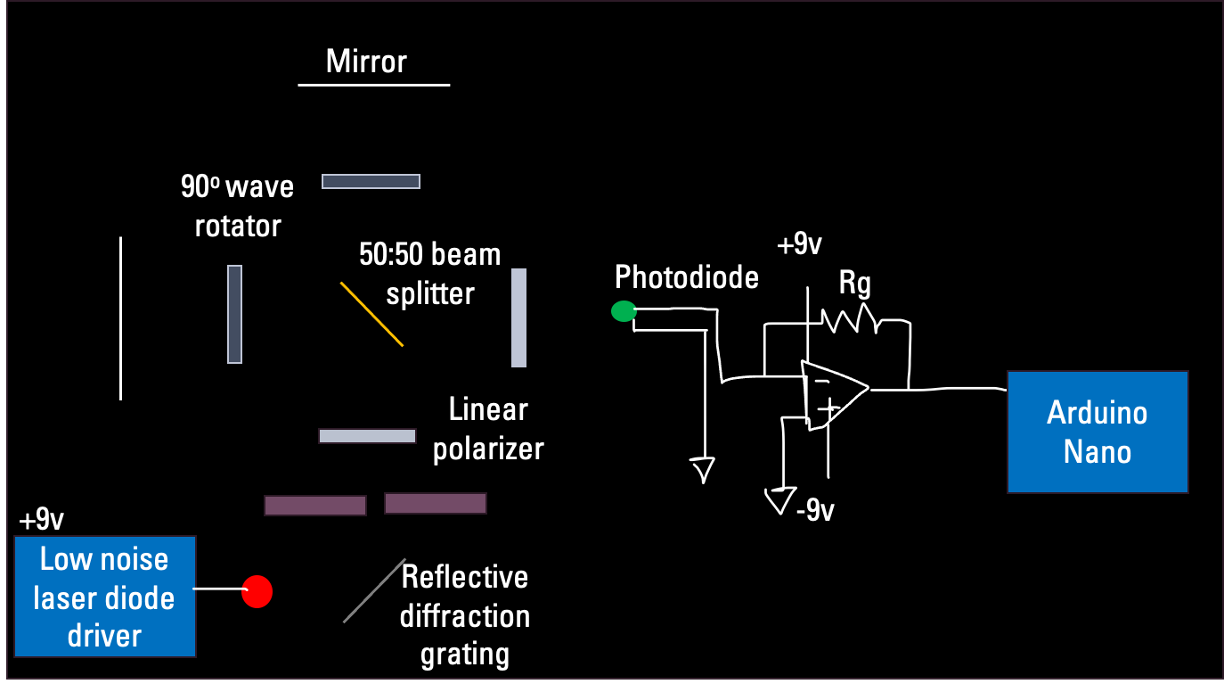 Mirror
90º wave
rotator
50:50 beam
splitter
+9v
Photodiode
Rg
-
+
Linear
polarizer
Arduino
Nano
-9v
+9v
Low noise
laser diode
driver
Reflective
diffraction
grating